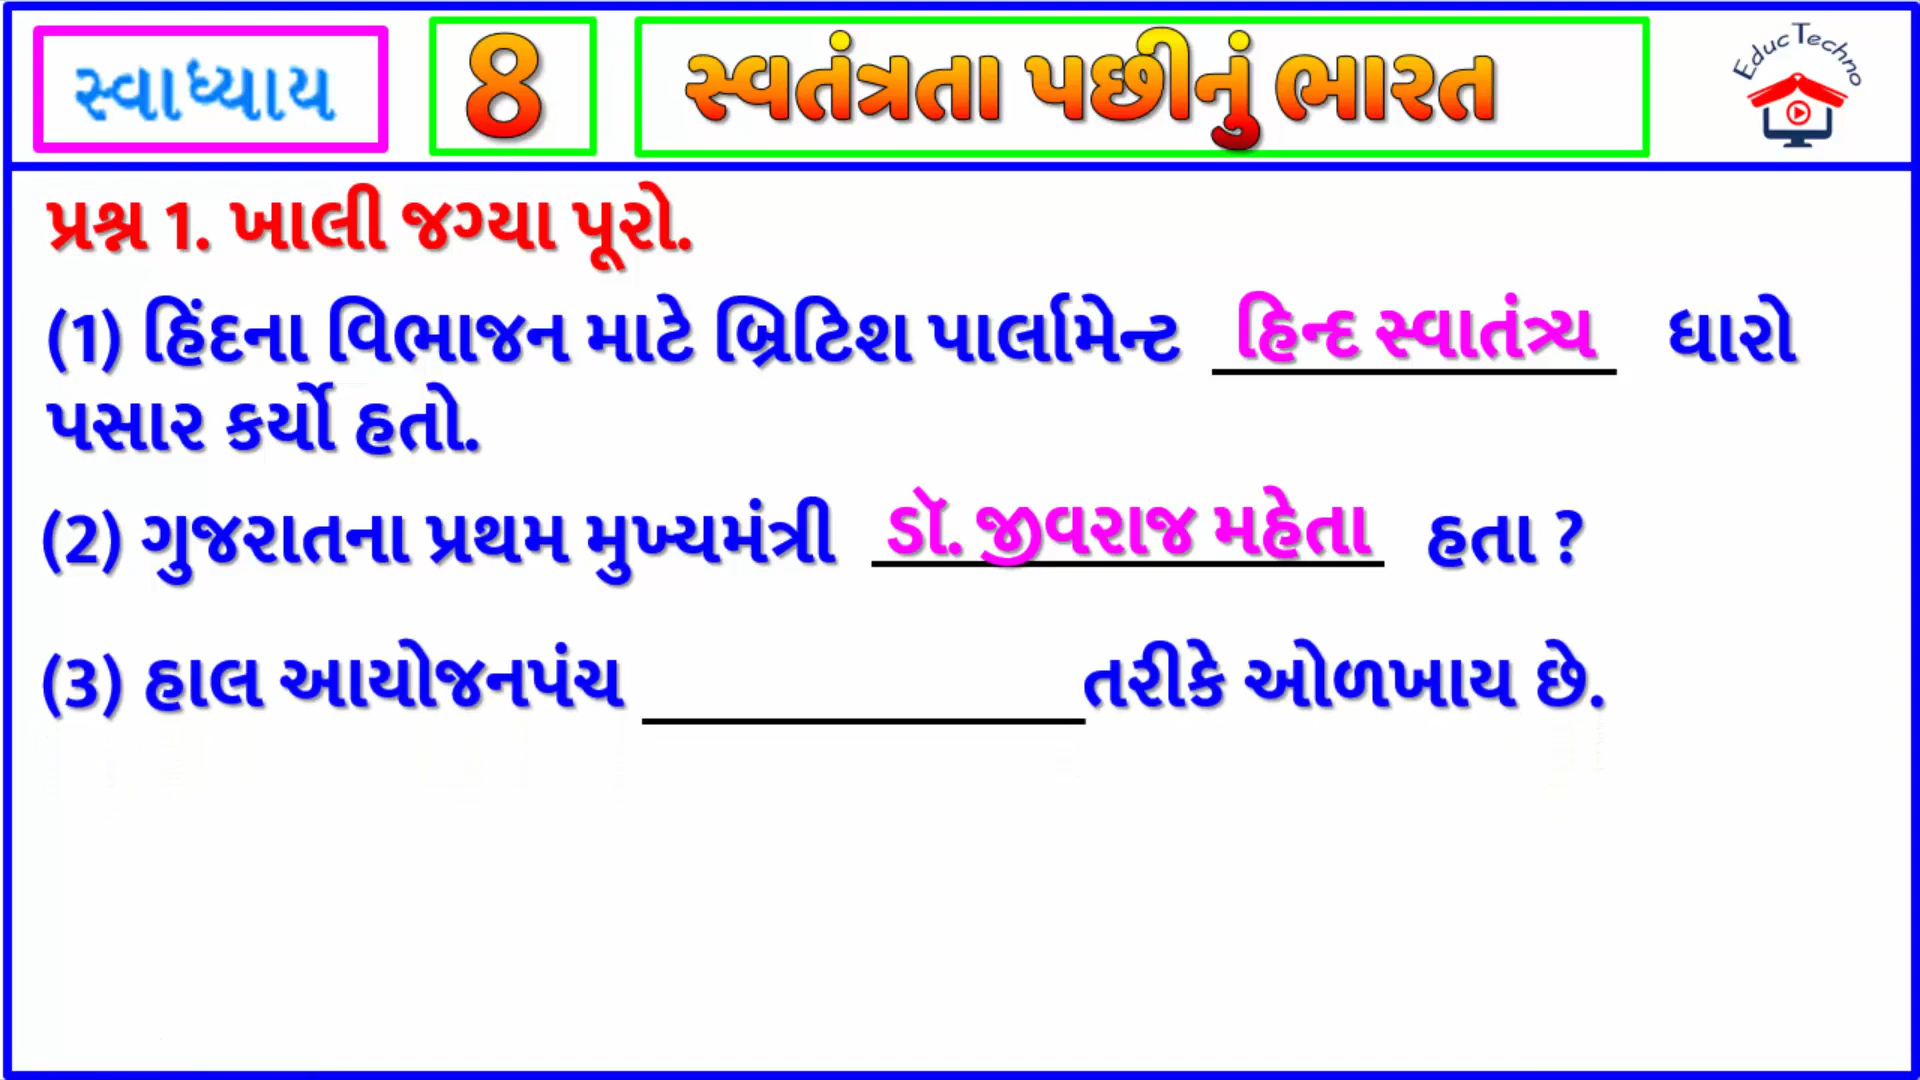 સ્વાધ્યાય
8
સ્વતંત્રતા પછીનું ભારત
EducTechno
પ્રશ્ન 1. ખાલી જગ્યા પૂરો.
(1) હિંદના વિભાજન માટે બ્રિટિશ પાર્લામેન્ટ હિન્દ સ્વાતંત્ર્ય ધારો
પસાર કર્યો હતો.
(2) ગુજરાતના પ્રથમ મુખ્યમંત્રી ડૉ. જીવરાજ મહેતા હતા ?
(3) હાલ આયોજનપંચ ____________ તરીકે ઓળખાય છે.